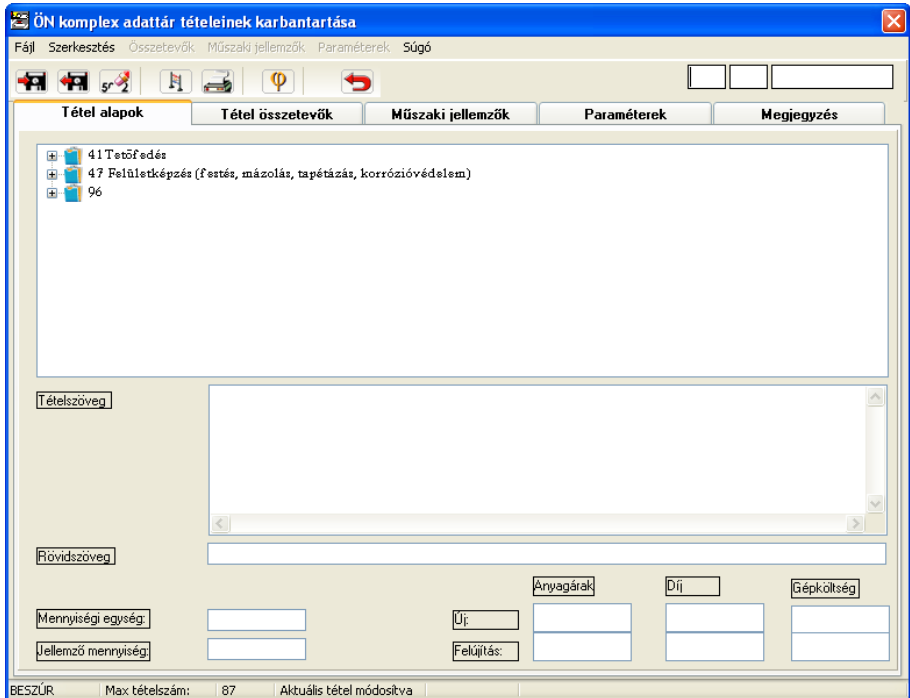 ÖN komplex adattár tételeinek karbantartása
Fájl Szerkesztés Összetevők Műszaki jellemzők Paraméterek Súgó
Tétel alapok Tétel összetevők Műszaki jellemzők Paraméterek Megjegyzés
41 Tetőfedés
47 Felületképzés (festés, mázolás, tapétázás, korrózióvédelem)
96
Tételszöveg
Rövidszöveg
Anyagárak Díj Gépköltség
Mennyiségi egység: Új:
Jellemző mennyiség: Felújítás:
BESZÚR Max tételszám: 87 Aktuális tétel módosítva